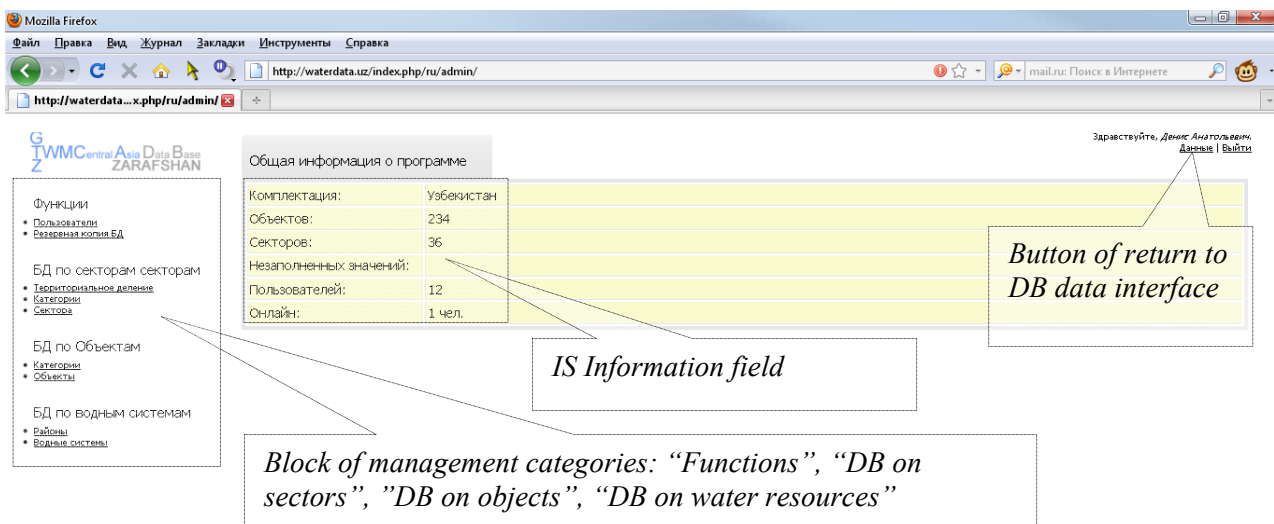 Mozilla Firefox
Файл Правка Вид Журнал Закладки Инструменты Справка
http://waterdata.uz/index.php/ru/admin/
mail.ru: Поиск в Интернете
http://waterdata...x.php/ru/admin/
GTZ
TWMCentral Asia Data Base
ZARAFSHAN
Здравствуйте, Денис Анатольевич.
Данные | Выйти
Общая информация о программе
Комплектация: Узбекистан
Объектов: 234
Секторов: 36
Незаполненных значений:
Пользователей: 12
Онлайн: 1 чел.
Функции
Пользователи
Резервная копия БД
БД по секторам секторам
Территориальное деление
Категории
Сектора
БД по Объектам
Категории
Объекты
БД по водным системам
Районы
Водные системы
Button of return to
DB data interface
IS Information field
Block of management categories: “Functions”, “DB on
sectors”, ”DB on objects”, “DB on water resources”